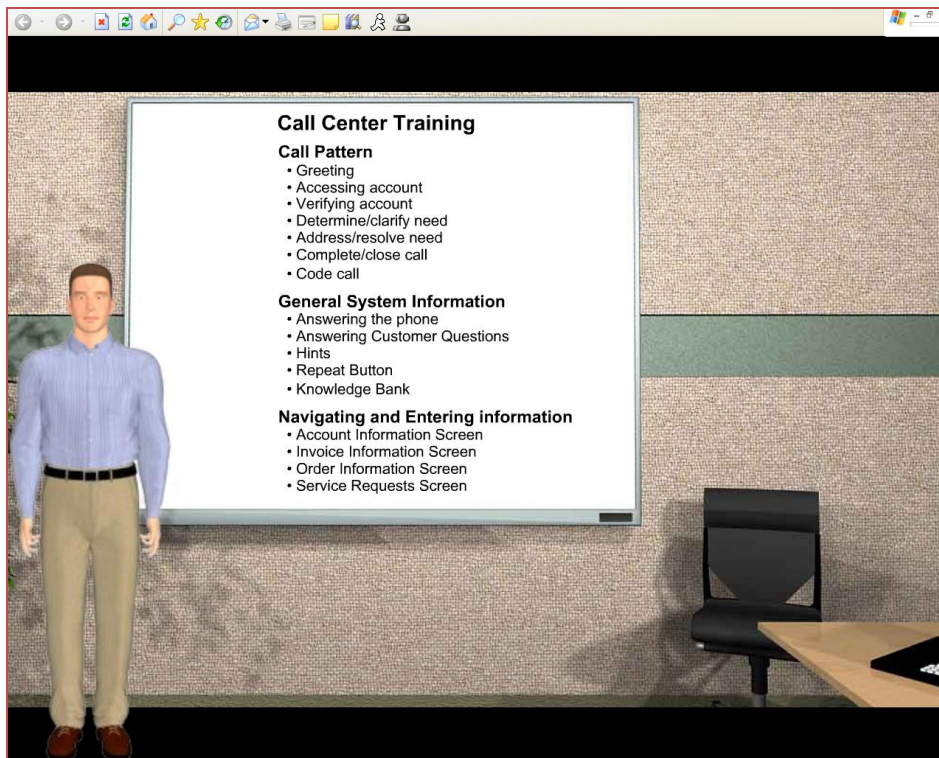 Call Center Training
Call Pattern
• Greeting
• Accessing account
• Verifying account
• Determine/clarify need
• Address/resolve need
• Complete/close call
• Code call
General System Information
• Answering the phone
• Answering Customer Questions
• Hints
• Repeat Button
• Knowledge Bank
Navigating and Entering information
• Account Information Screen
• Invoice Information Screen
• Order Information Screen
• Service Requests Screen